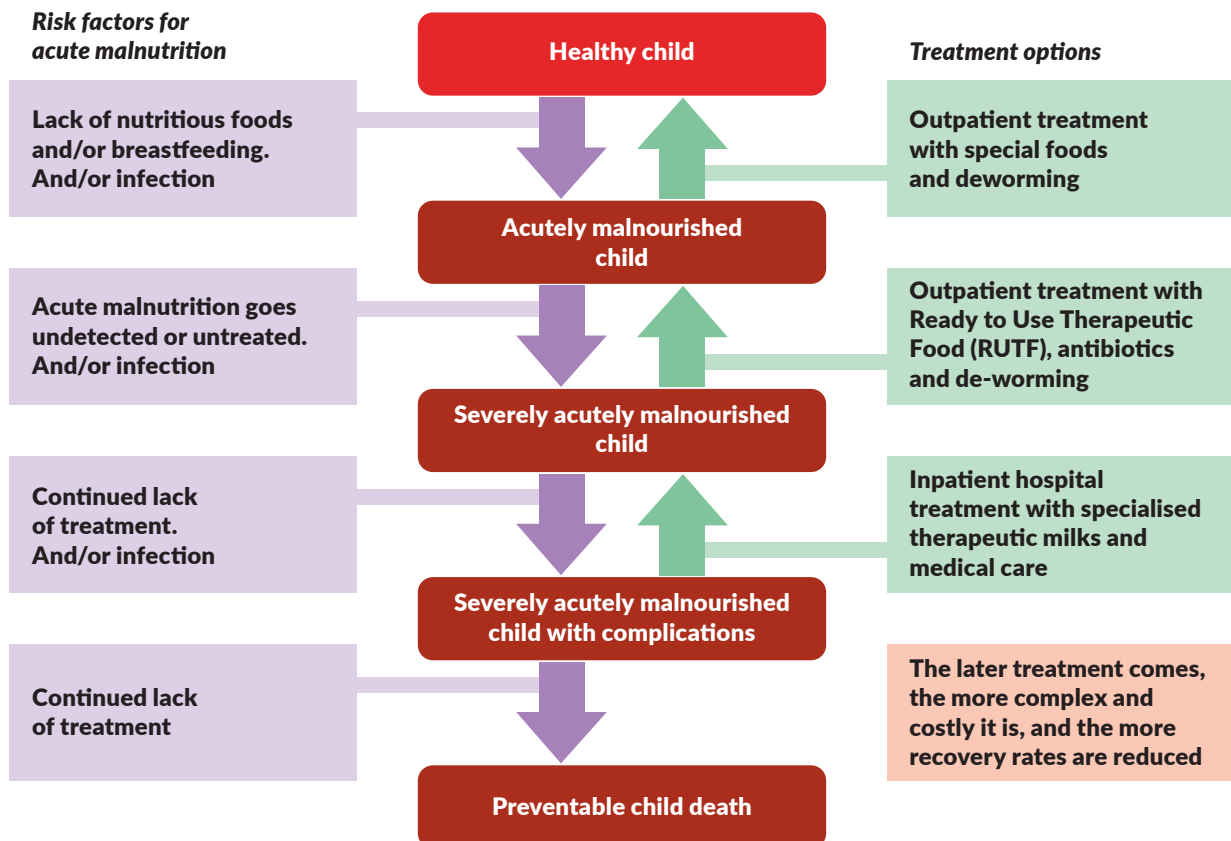 Risk factors for
acute malnutrition
Healthy child
Treatment options
Lack of nutritious foods
and/or breastfeeding.
And/or infection
Outpatient treatment
with special foods
and deworming
Acutely malnourished
child
Acute malnutrition goes
undetected or untreated.
And/or infection
Outpatient treatment with
Ready to Use Therapeutic
Food (RUTF), antibiotics
and de-worming
Severely acutely malnourished
child
Continued lack
of treatment.
And/or infection
Inpatient hospital
treatment with specialised
therapeutic milks and
medical care
Severely acutely malnourished
child with complications
Continued lack
of treatment
The later treatment comes,
the more complex and
costly it is, and the more
recovery rates are reduced
Preventable child death